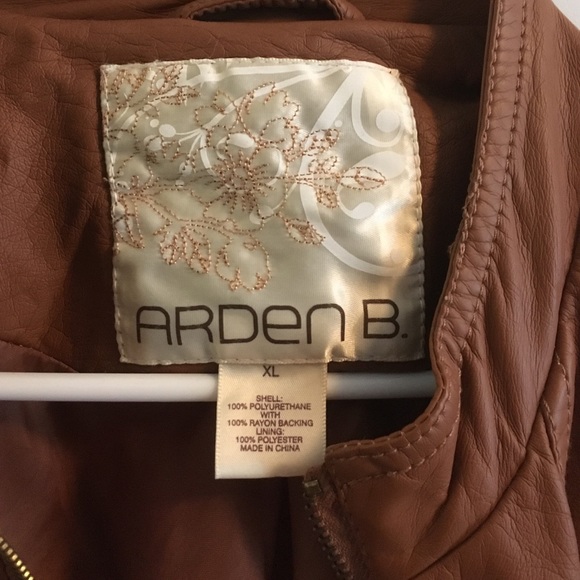 ARDen B.
XL
SHELL:
100% POLYURETHANE
WITH
100% RAYON BACKING
LINING:
100% POLYESTER
MADE IN CHINA